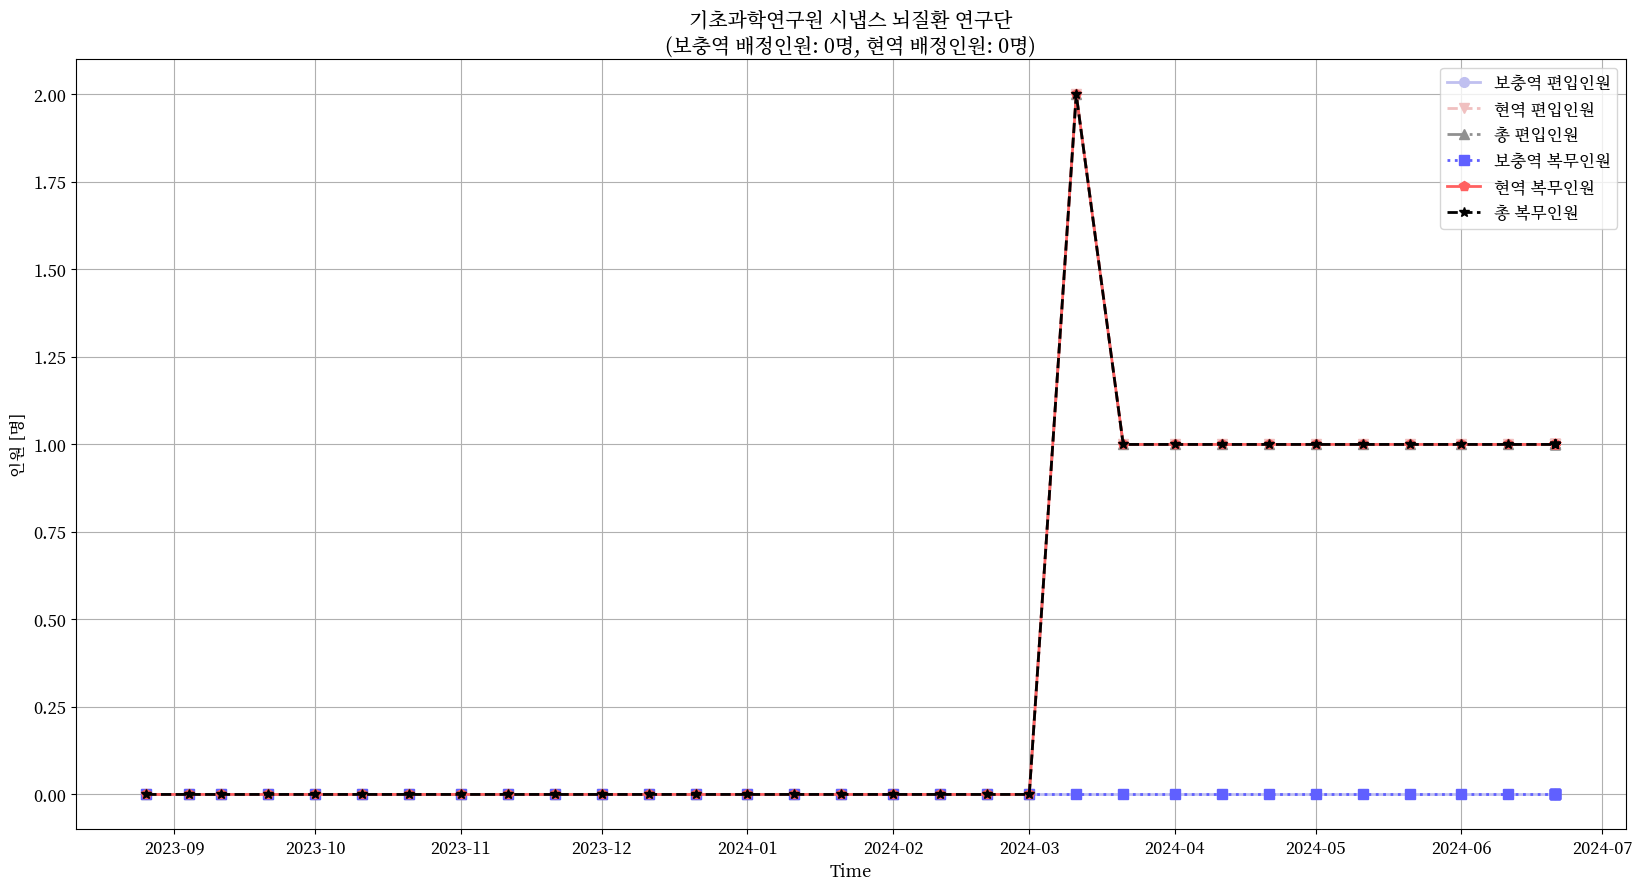 기초과학연구원 시냅스 뇌질환 연구단
(보충역 배정인원: 0명, 현역 배정인원: 0명)
보충역 편입인원
현역 편입인원
총 편입인원
보충역 복무인원
현역 복무인원
총 복무인원
인원 [명]
2.00
1.75
1.50
1.25
1.00
0.75
0.50
0.25
0.00
2023-09 2023-10 2023-11 2023-12 2024-01 2024-02 2024-03 2024-04 2024-05 2024-06 2024-07
Time